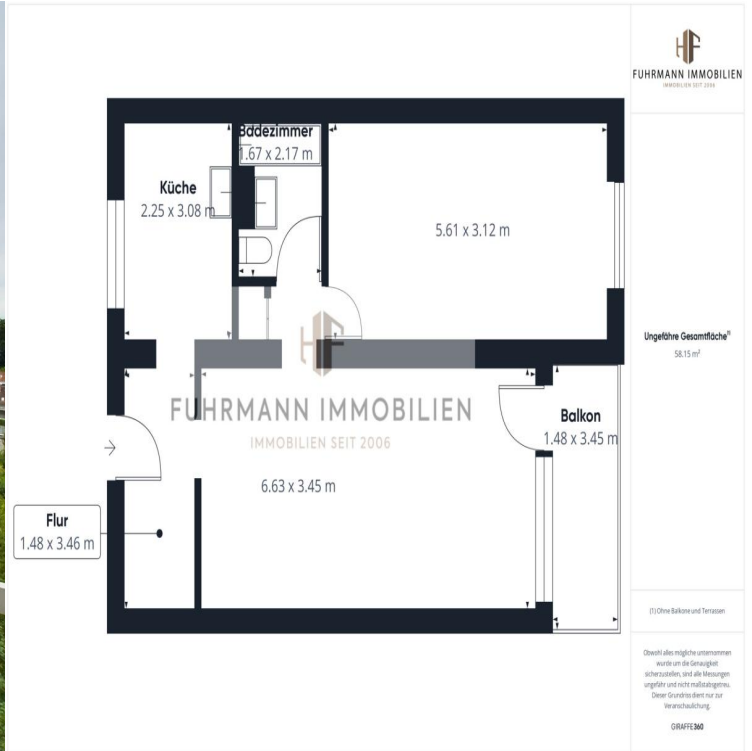 FUHRMANN IMMOBILIEN
IMMOBILIEN SEIT 2006
Badezimmer
1.67 x 2.17 m
Küche
2.25 x 3.08 m
5.61 x 3.12 m
Ungefähre Gesamtfläche(1)
58.15 m²
FUHRMANN IMMOBILIEN
IMMOBILIEN SEIT 2006
Balkon
1.48 x 3.45 m
6.63 x 3.45 m
Flur
1.48 x 3.46 m
(1) Ohne Balkone und Terrassen
Obwohl alles mögliche unternommen
wurde um die Genauigkeit
sicherzustellen, sind alle Messungen
ungefähr und nicht maßstabsgetreu.
Dieser Grundriss dient nur zur
Veranschaulichung.
GIRAFFE360